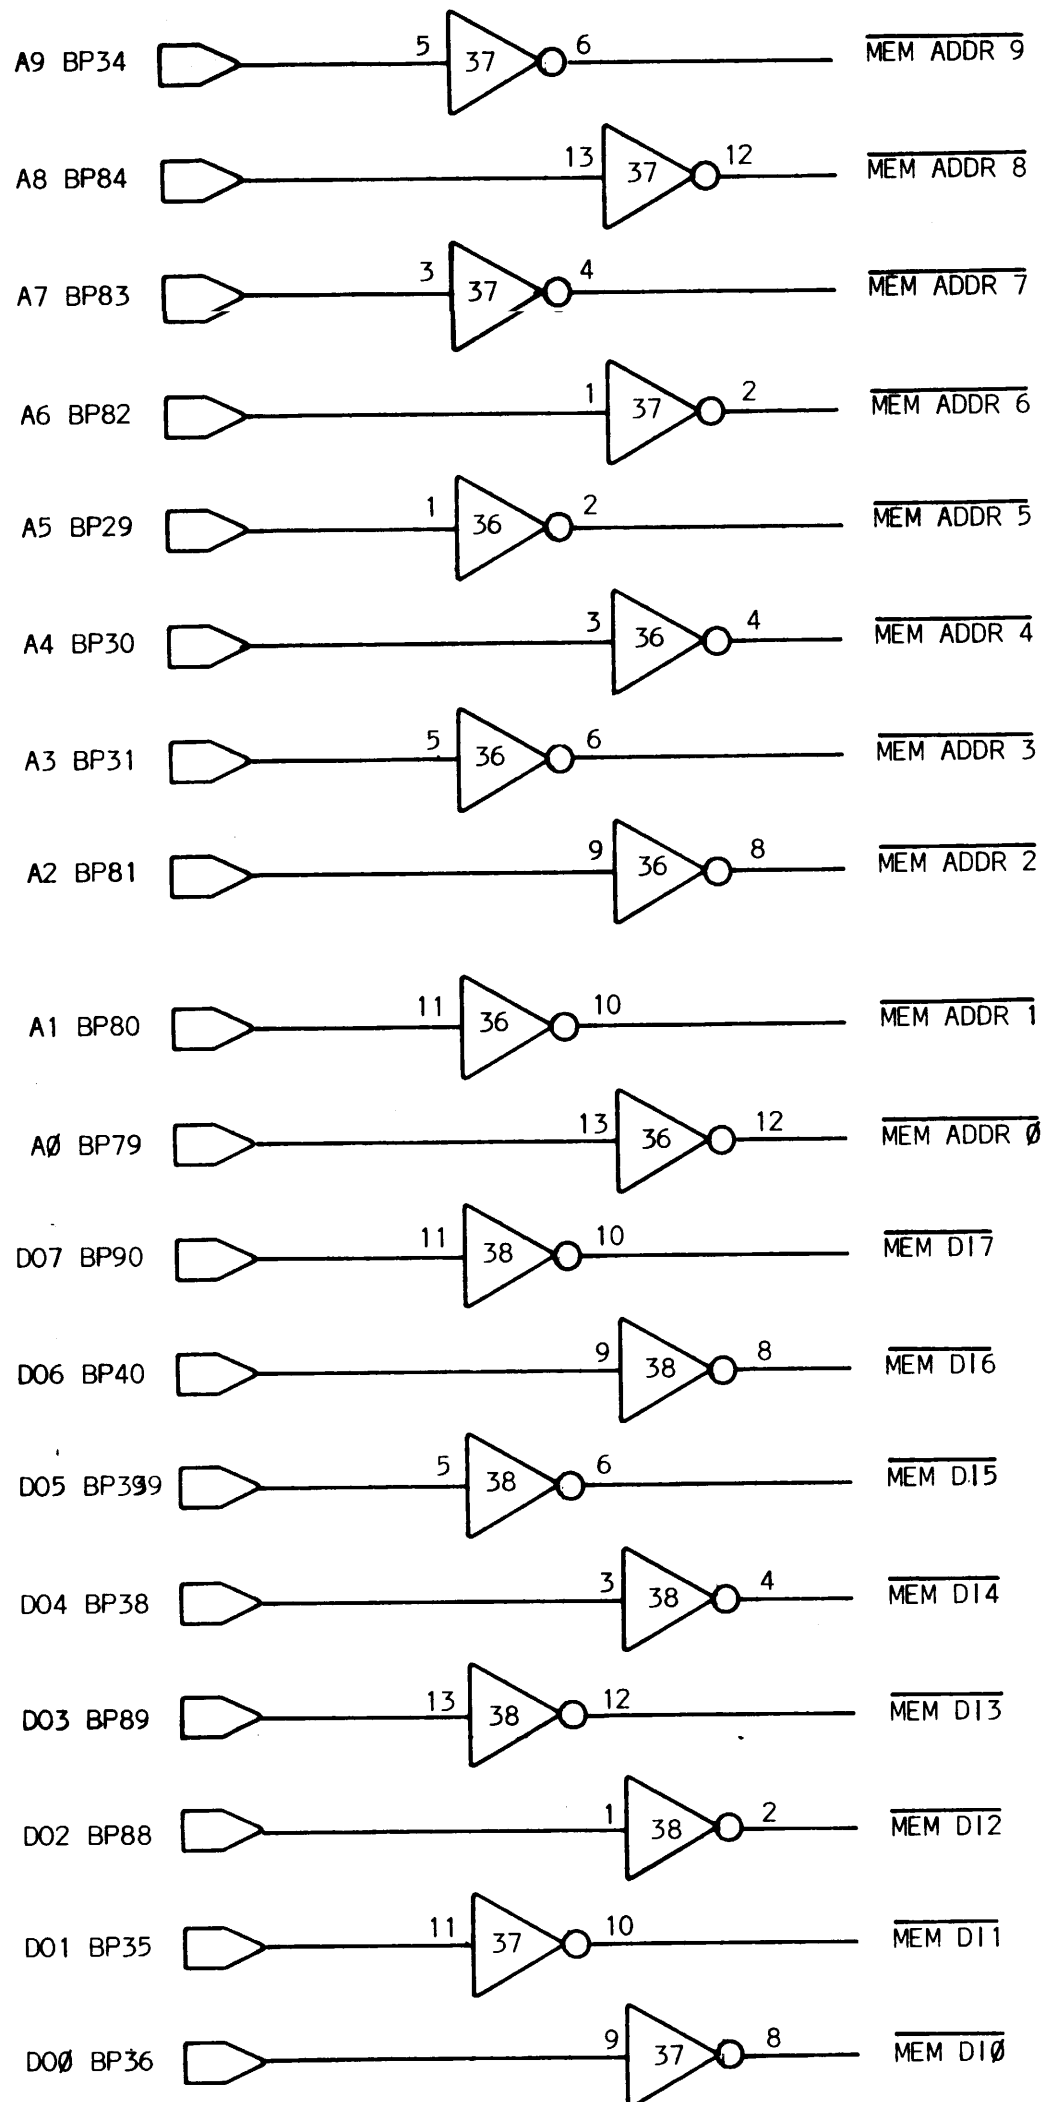 A9 BP34 5 37 6 MEM ADDR 9
A8 BP84 13 37 12 MEM ADDR 8
A7 BP83 3 37 4 MEM ADDR 7
A6 BP82 1 37 2 MEM ADDR 6
A5 BP29 1 36 2 MEM ADDR 5
A4 BP30 3 36 4 MEM ADDR 4
A3 BP31 5 36 6 MEM ADDR 3
A2 BP81 9 36 8 MEM ADDR 2
A1 BP80 11 36 10 MEM ADDR 1
AØ BP79 13 36 12 MEM ADDR Ø
DO7 BP90 11 38 10 MEM DI7
DO6 BP40 9 38 8 MEM DI6
DO5 BP3939 5 38 6 MEM DI5
DO4 BP38 3 38 4 MEM DI4
DO3 BP89 13 38 12 MEM DI3
DO2 BP88 1 38 2 MEM DI2
DO1 BP35 11 37 10 MEM DI1
DOØ BP36 9 37 8 MEM DIØ